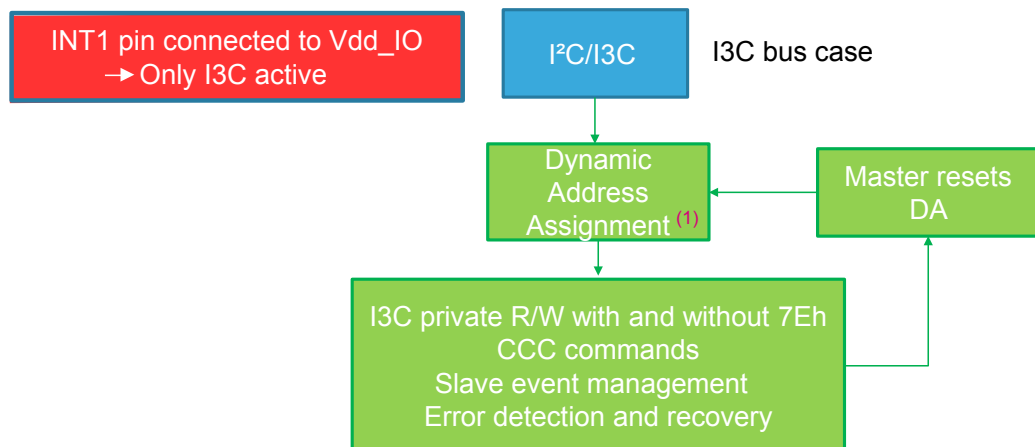 INT1 pin connected to Vdd_IO
→ Only I3C active
I²C/I3C
I3C bus case
Dynamic
Address
Assignment (1)
Master resets
DA
I3C private R/W with and without 7Eh
CCC commands
Slave event management
Error detection and recovery